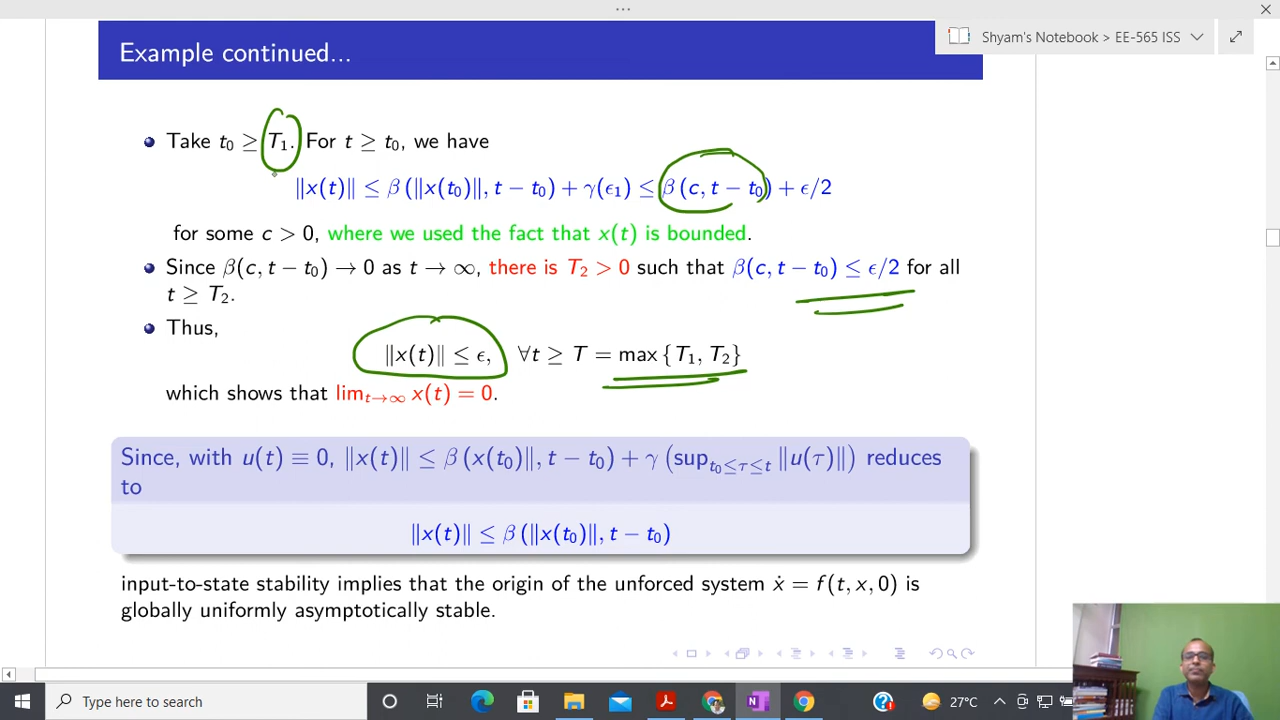 Shyam's Notebook > EE-565 ISS
Example continued...
Take t₀ ≥ T₁. For t ≥ t₀, we have
‖x(t)‖ ≤ β (‖x(t₀)‖, t − t₀) + γ(ϵ₁) ≤ β (c, t − t₀) + ϵ/2
for some c > 0, where we used the fact that x(t) is bounded.
Since β(c, t − t₀) → 0 as t → ∞, there is T₂ > 0 such that β(c, t − t₀) ≤ ϵ/2 for all
t ≥ T₂.
Thus,
‖x(t)‖ ≤ ϵ, ∀t ≥ T = max {T₁, T₂}
which shows that lim_{t→∞} x(t) = 0.
Since, with u(t) ≡ 0, ‖x(t)‖ ≤ β (x(t₀)‖, t − t₀) + γ (sup_{t₀≤τ≤t} ‖u(τ)‖) reduces
to
‖x(t)‖ ≤ β (‖x(t₀)‖, t − t₀)
input-to-state stability implies that the origin of the unforced system ẋ = f(t, x, 0) is
globally uniformly asymptotically stable.
Type here to search
27°C